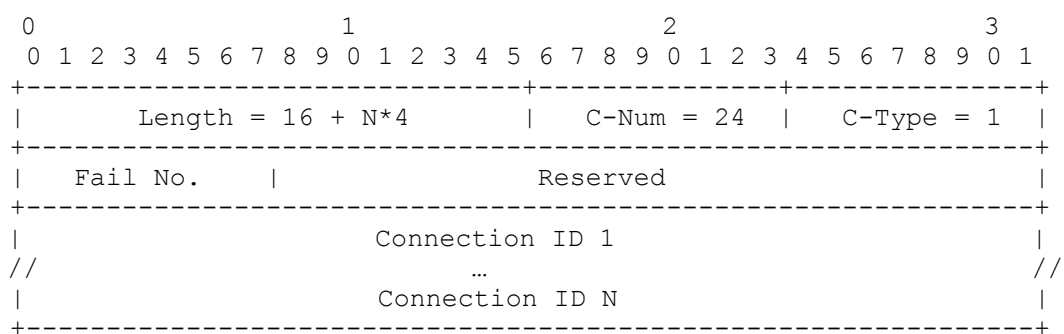 0                   1                   2                   3
 0 1 2 3 4 5 6 7 8 9 0 1 2 3 4 5 6 7 8 9 0 1 2 3 4 5 6 7 8 9 0 1
+-------------------------------+---------------+---------------+
|       Length = 16 + N*4       |   C-Num = 24  |   C-Type = 1  |
+---------------------------------------------------------------+
|   Fail No.    |                Reserved                       |
+---------------------------------------------------------------+
|                      Connection ID 1                          |
//                           …                                 //
|                      Connection ID N                          |
+---------------------------------------------------------------+